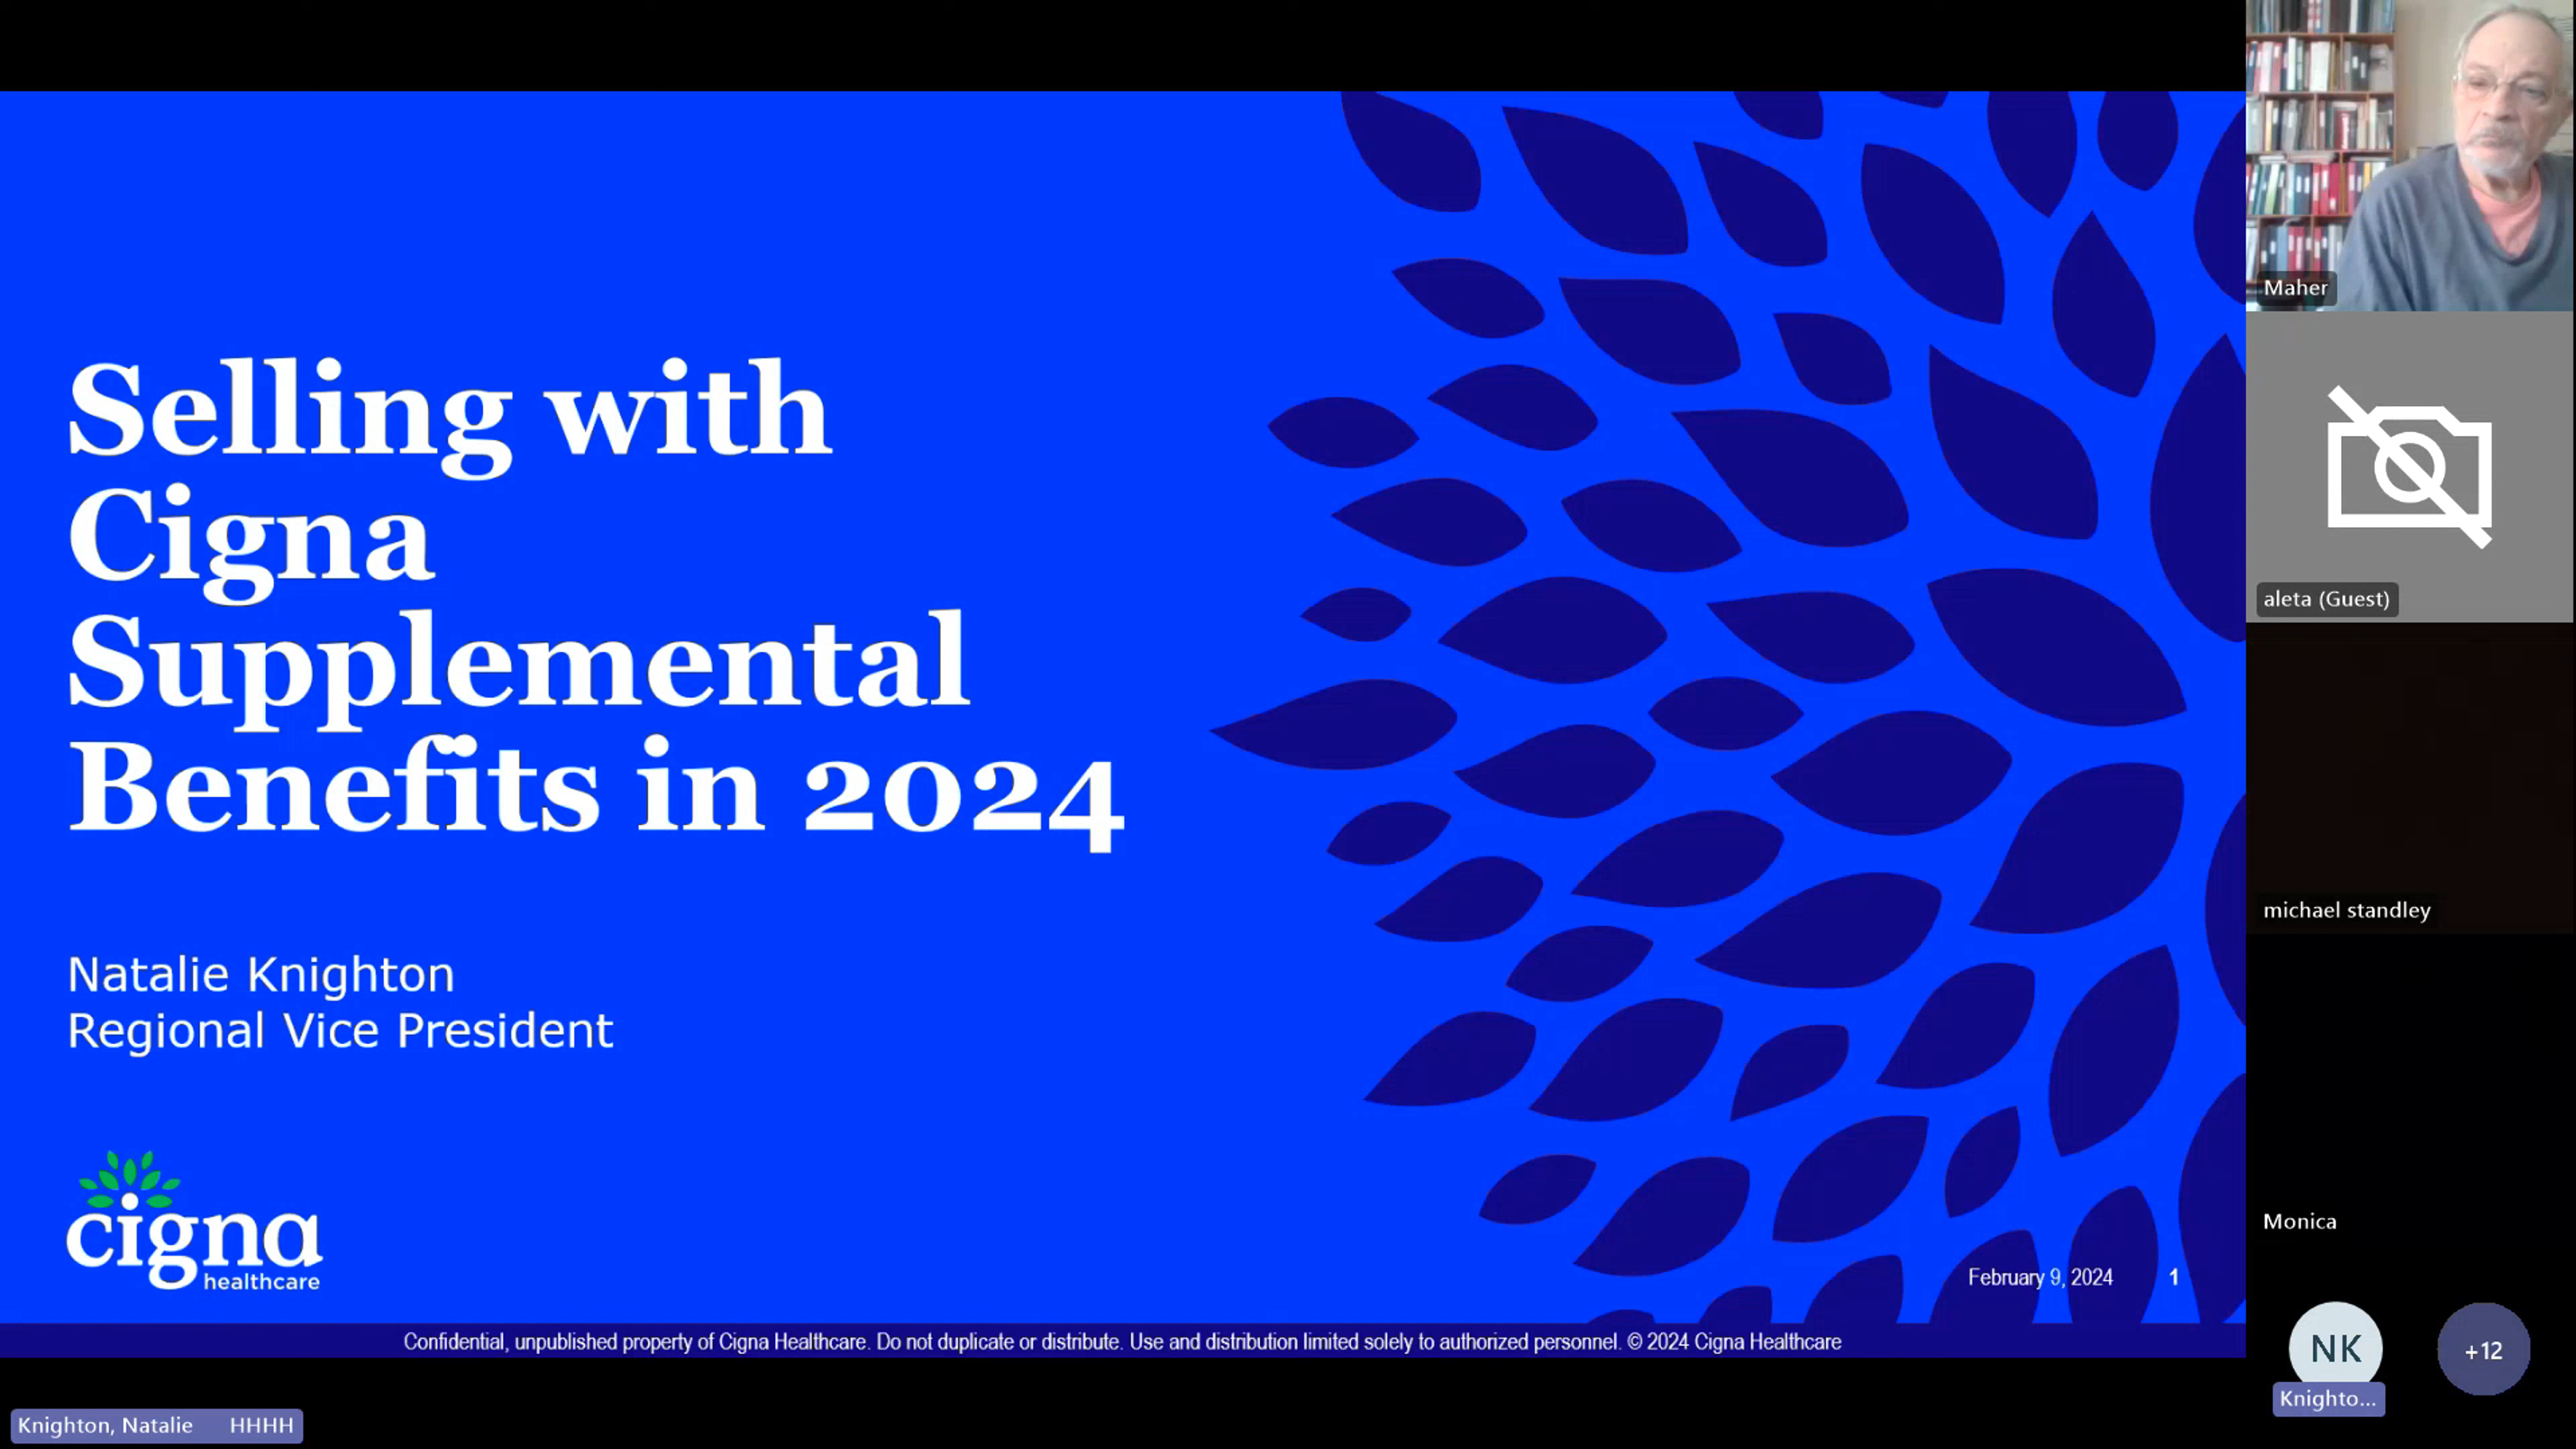 Selling with
Cigna
Supplemental
Benefits in 2024
Natalie Knighton
Regional Vice President
cigna
healthcare
February 9, 2024 1
Confidential, unpublished property of Cigna Healthcare. Do not duplicate or distribute. Use and distribution limited solely to authorized personnel. © 2024 Cigna Healthcare
Knighton, Natalie HHHH
Maher
aleta (Guest)
michael standley
Monica
NK
Knighto...
+12